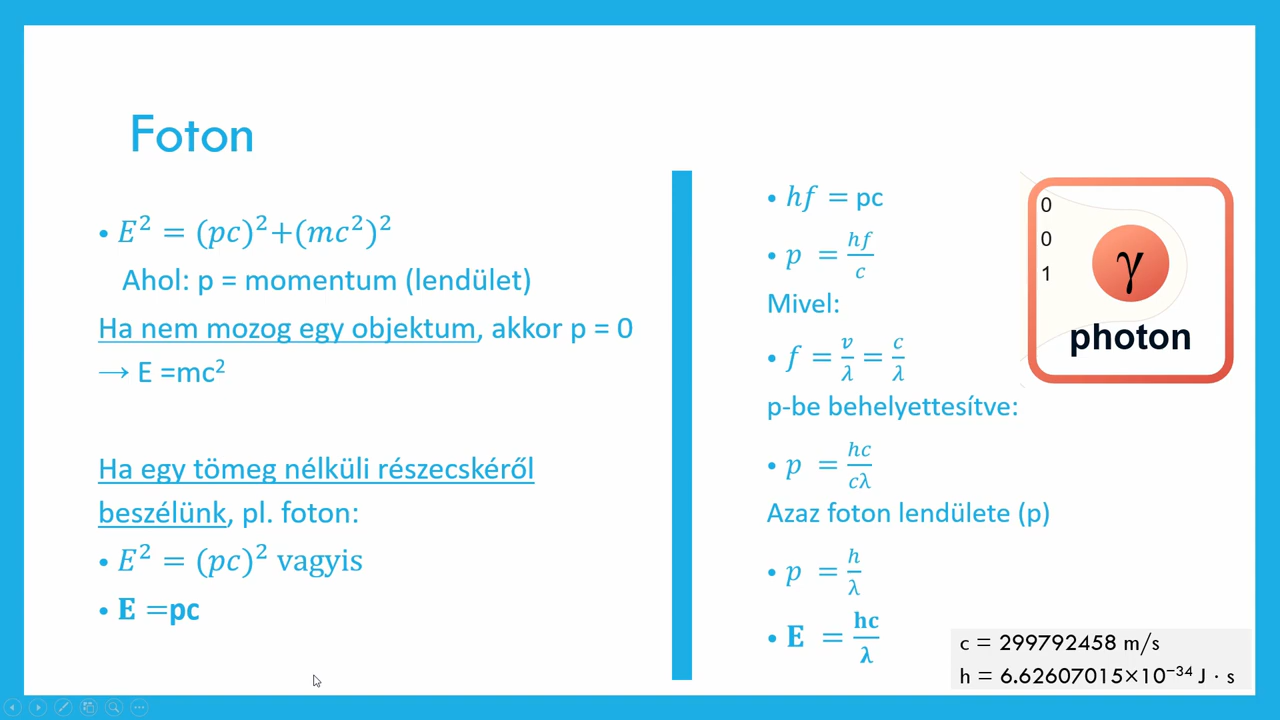 Foton
• E² = (pc)²+(mc²)²
Ahol: p = momentum (lendület)
Ha nem mozog egy objektum, akkor p = 0
→ E =mc²
Ha egy tömeg nélküli részecskéről
beszélünk, pl. foton:
• E² = (pc)² vagyis
• E =pc
• hf = pc
• p = hf/c
Mivel:
• f = v/λ = c/λ
p-be behelyettesítve:
• p = hc/cλ
Azaz foton lendülete (p)
• p = h/λ
• E = hc/λ
0
0
1
γ
photon
c = 299792458 m/s
h = 6.62607015×10⁻³⁴ J · s